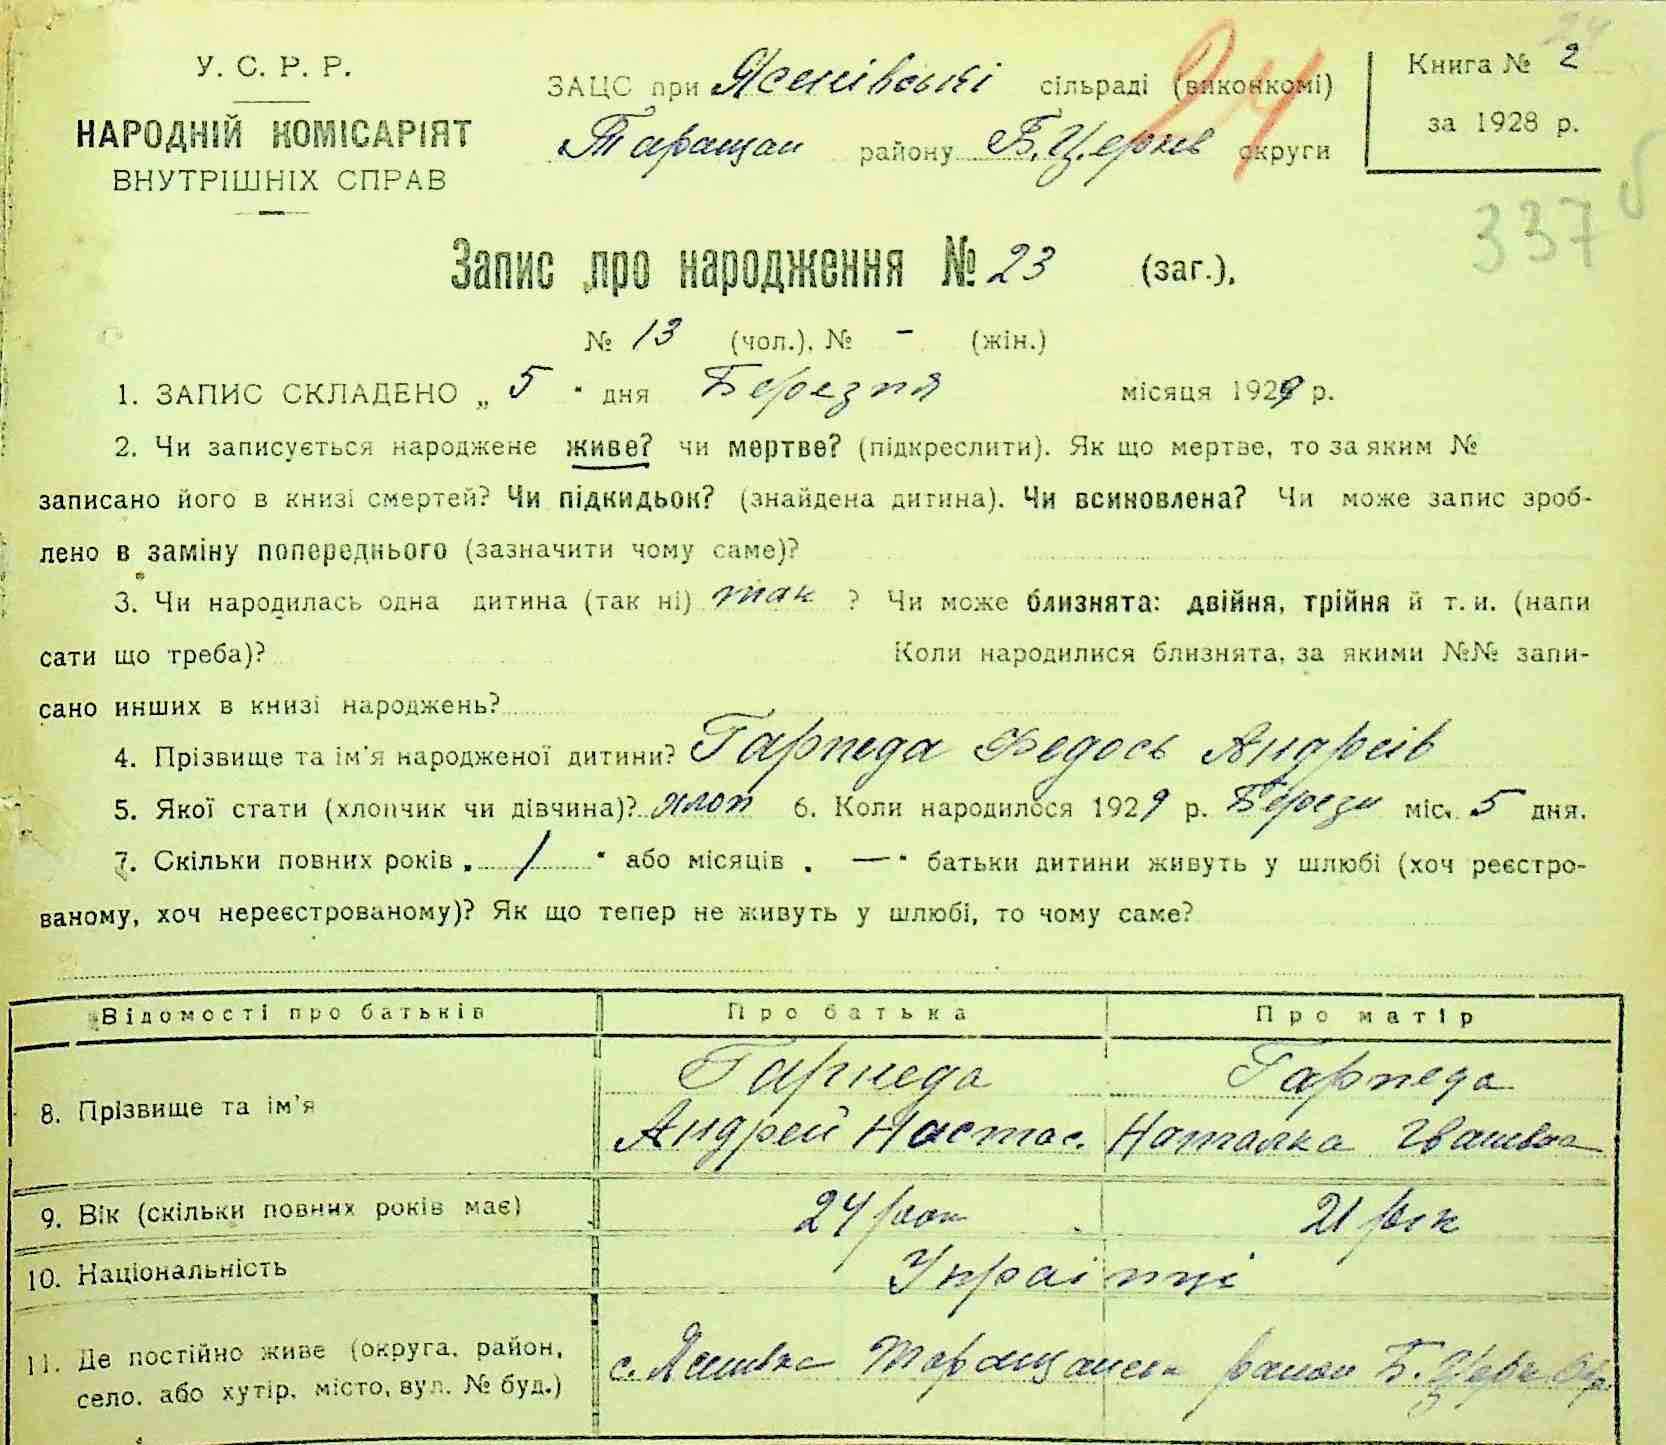 24
У. С. Р. Р.
НАРОДНІЙ КОМІСАРІЯТ
ВНУТРІШНІХ СПРАВ
ЗАЦС при Ясенівські сільраді (виконкомі)
Таращан району Б. Церків округи
24
Книга № 2
за 1928 р.
337
Запис про народження № 23 (заг.),
№ 13 (чол.), № - (жін.)
1. ЗАПИС СКЛАДЕНО „ 5 " дня Березня місяця 1929 р.
2. Чи записується народжене живе? чи мертве? (підкреслити). Як що мертве, то за яким №
записано його в книзі смертей? Чи підкидьок? (знайдена дитина). Чи всиновлена? Чи може запис зроб-
лено в заміну попереднього (зазначити чому саме)?
3. Чи народилась одна дитина (так ні) так ? Чи може близнята: двійня, трійня й т. и. (напи
сати що треба)? Коли народилися близнята, за якими №№ запи-
сано инших в книзі народжень?
4. Прізвище та ім'я народженої дитини? Гарпеда Федось Андреїв
5. Якої стати (хлопчик чи дівчина)? хлоп 6. Коли народилося 1929 р. Березн міс. 5 дня.
7. Скільки повних років „ 1 " або місяців „ — " батьки дитини живуть у шлюбі (хоч реєстро-
ваному, хоч нереєстрованому)? Як що тепер не живуть у шлюбі, то чому саме?
Відомості про батьків Про батька Про матір
8. Прізвище та ім'я
Гарпеда Гарпеда
Андрей Настас. Наталка Івашівна
9. Вік (скільки повних років має) 24 рок 21 рік
10. Національність Українці
11. Де постійно живе (округа, район,
село, або хутір, місто, вул. № буд.)
с. Ясинівка Таращанськ район Б. Церк Окр.